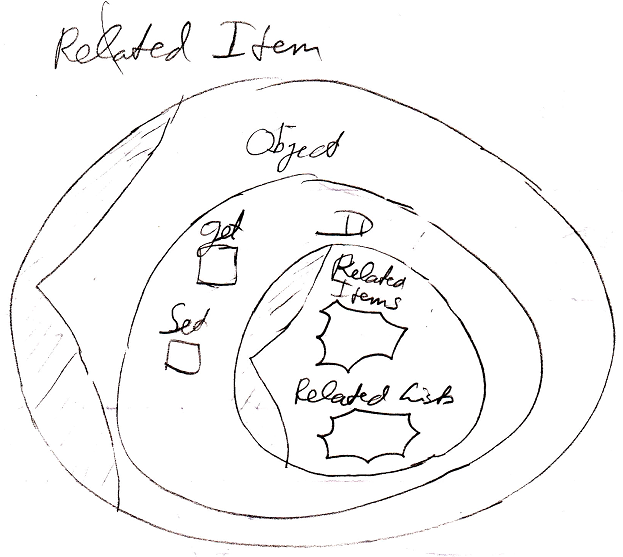 Related Item
Object
get
ID
Related
Items
Set
Related Lists